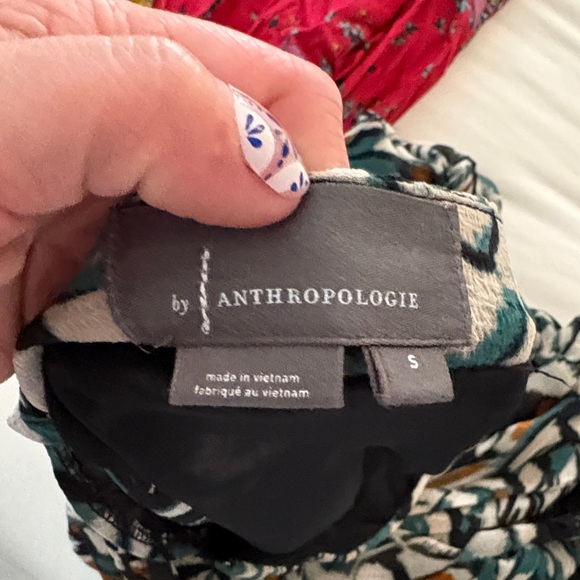 by ANTHROPOLOGIE
made in vietnam
fabriqué au vietnam
S